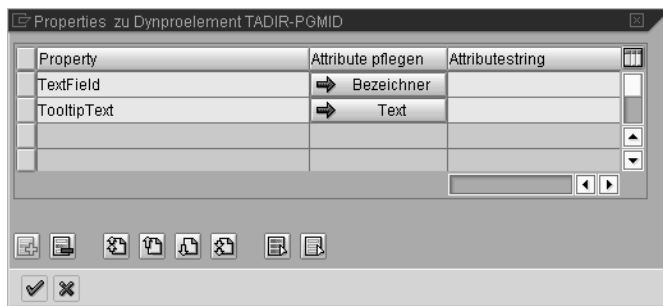 Properties zu Dynproelement TADIR-PGMID
Property Attribute pflegen Attributestring
TextField Bezeichner
TooltipText Text